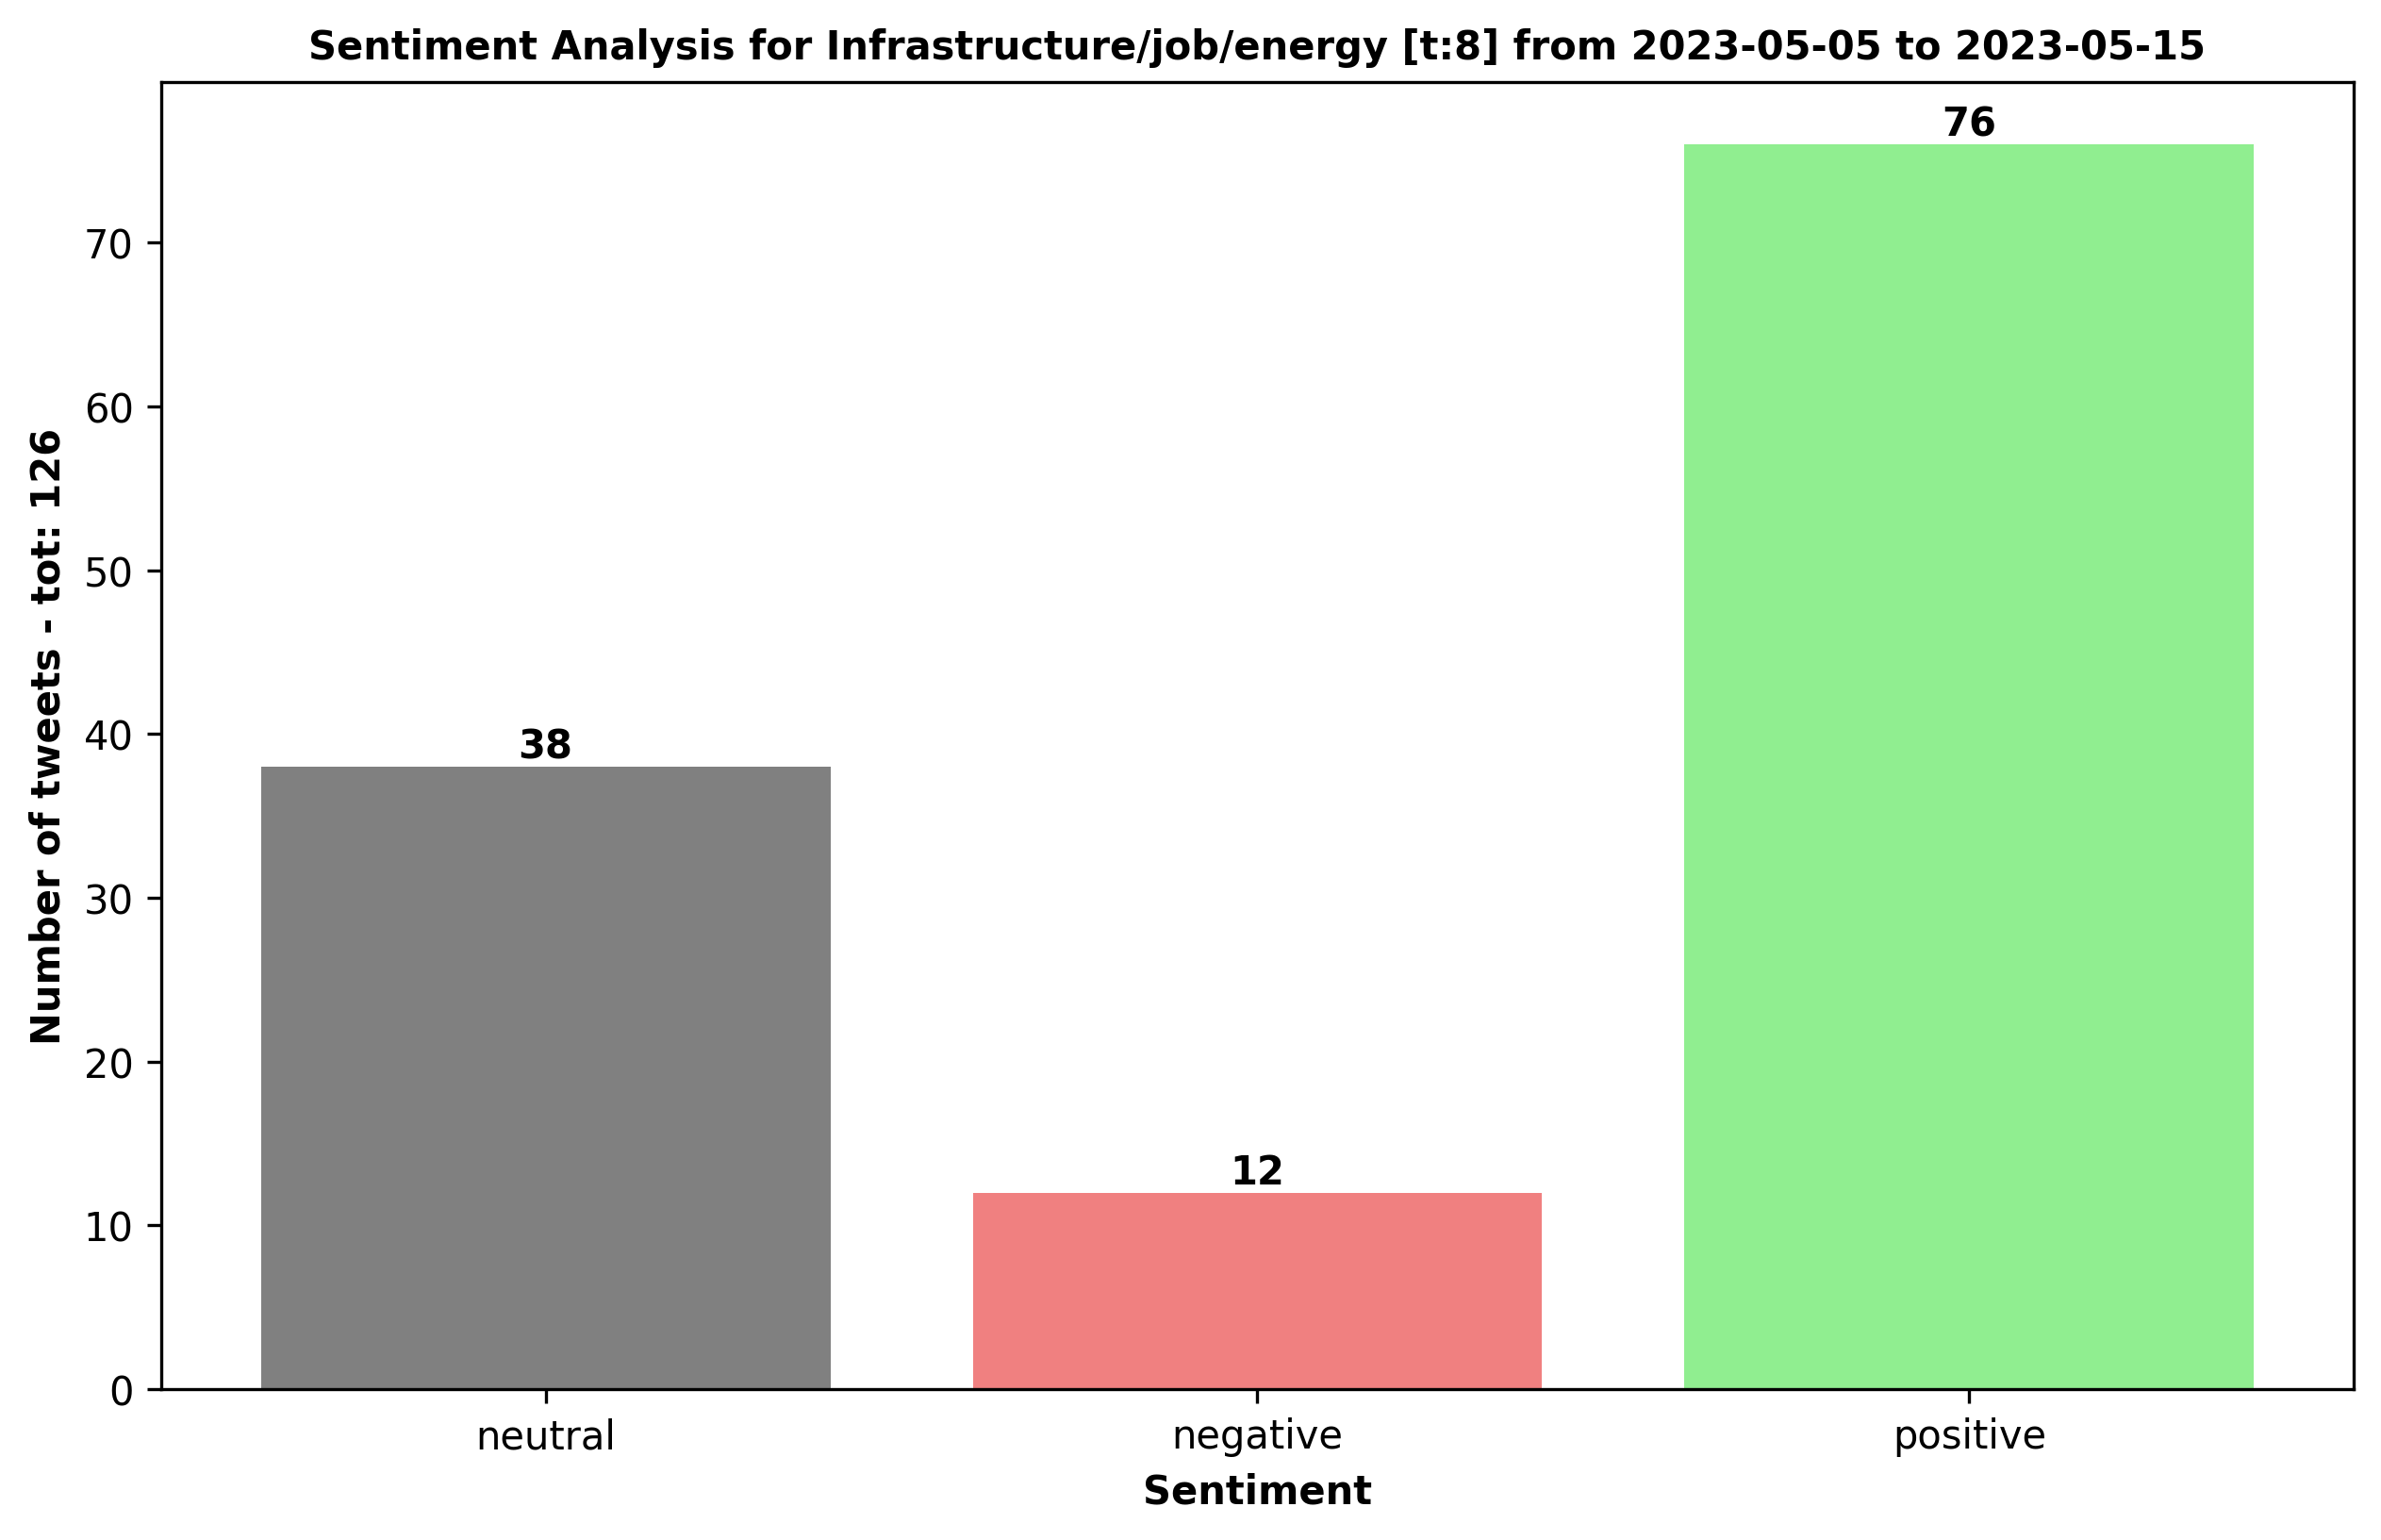 Sentiment Analysis for Infrastructure/job/energy [t:8] from 2023-05-05 to 2023-05-15
Number of tweets - tot: 126
70
60
50
40
30
20
10
0
38
12
76
neutral
negative
positive
Sentiment